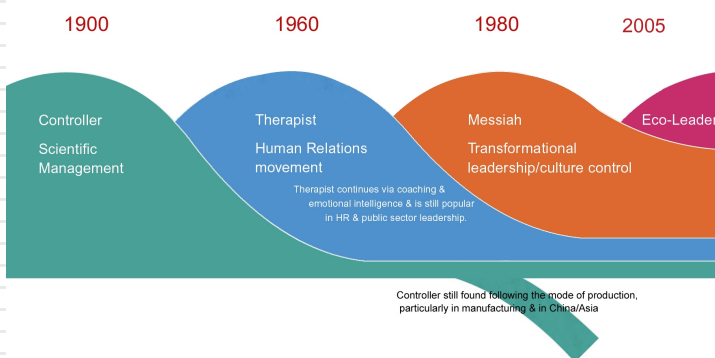 1900 1960 1980 2005
Controller
Scientific
Management
Therapist
Human Relations
movement
Therapist continues via coaching &
emotional intelligence & is still popular
in HR & public sector leadership.
Messiah
Transformational
leadership/culture control
Eco-Leader
Controller still found following the mode of production,
particularly in manufacturing & in China/Asia